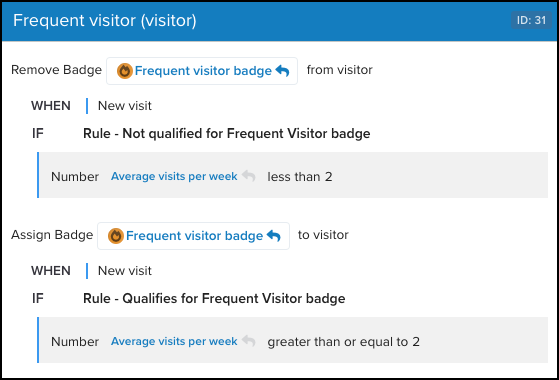 Frequent visitor (visitor) ID: 31
Remove Badge Frequent visitor badge from visitor
WHEN New visit
IF Rule - Not qualified for Frequent Visitor badge
Number Average visits per week less than 2
Assign Badge Frequent visitor badge to visitor
WHEN New visit
IF Rule - Qualifies for Frequent Visitor badge
Number Average visits per week greater than or equal to 2